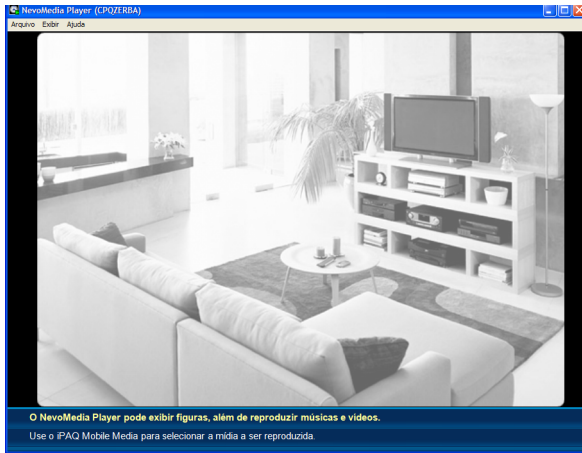 NevoMedia Player (CPQZERBA)
Arquivo Exibir Ajuda
O NevoMedia Player pode exibir figuras, além de reproduzir músicas e videos.
Use o iPAQ Mobile Media para selecionar a mídia a ser reproduzida.